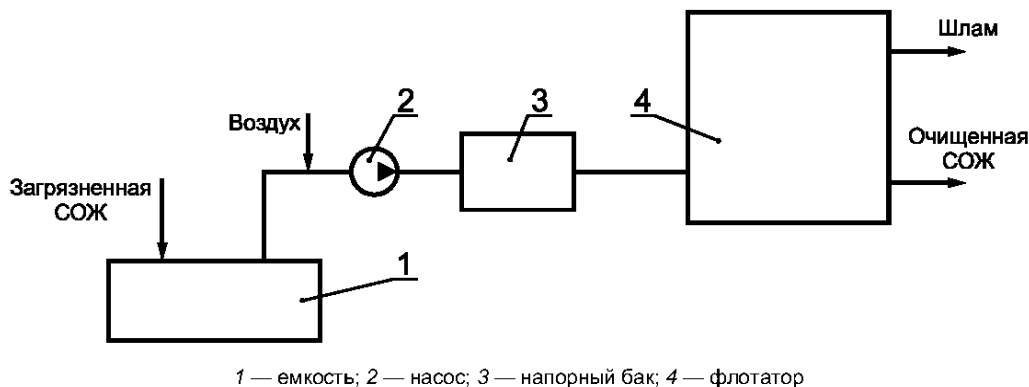 Шлам
4
2
3
Воздух
Очищенная
СОЖ
Загрязненная
СОЖ
1
1 — емкость; 2 — насос; 3 — напорный бак; 4 — флотатор